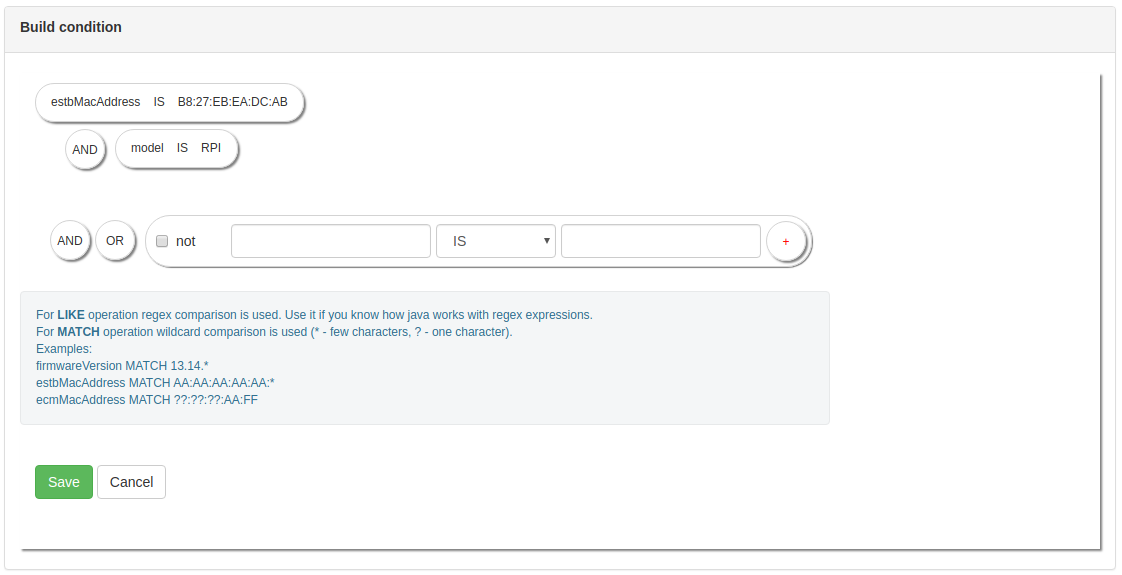 Build condition
estbMacAddress IS B8:27:EB:EA:DC:AB
AND model IS RPI
AND OR not IS +
For LIKE operation regex comparison is used. Use it if you know how java works with regex expressions.
For MATCH operation wildcard comparison is used (* - few characters, ? - one character).
Examples:
firmwareVersion MATCH 13.14.*
estbMacAddress MATCH AA:AA:AA:AA:AA:*
ecmMacAddress MATCH ??:??:??:AA:FF
Save Cancel